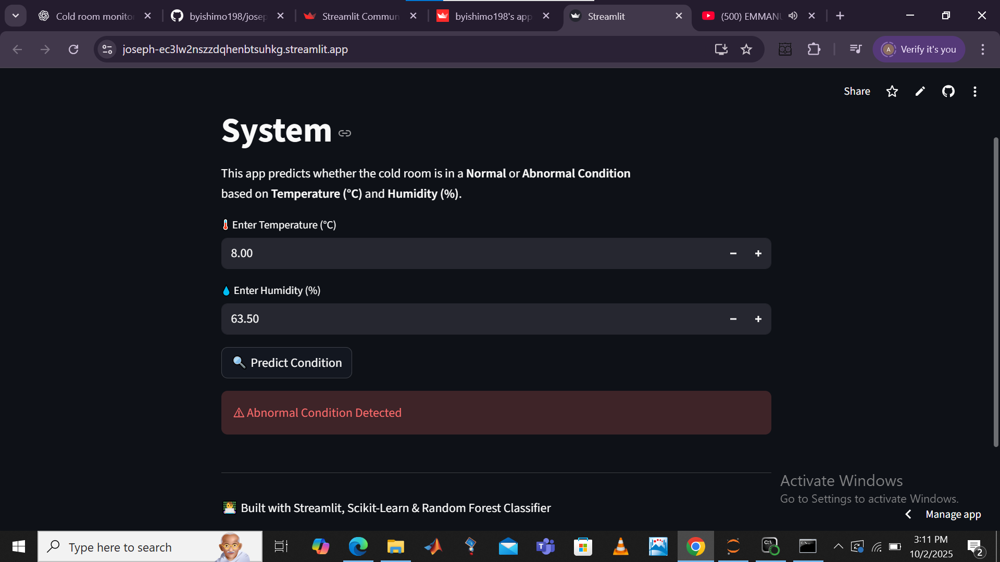 Cold room monito
byishimo198/josep
Streamlit Commun
byishimo198's app
Streamlit
(500) EMMANU
joseph-ec3lw2nszzdqhenbtsuhkg.streamlit.app
A
Verify it's you
Share
System
This app predicts whether the cold room is in a Normal or Abnormal Condition
based on Temperature (°C) and Humidity (%).
🌡️ Enter Temperature (°C)
8.00
💧 Enter Humidity (%)
63.50
🔍 Predict Condition
⚠️ Abnormal Condition Detected
👨‍💻 Built with Streamlit, Scikit-Learn & Random Forest Classifier
Activate Windows
Go to Settings to activate Windows.
Manage app
Type here to search
3:11 PM
10/2/2025
2